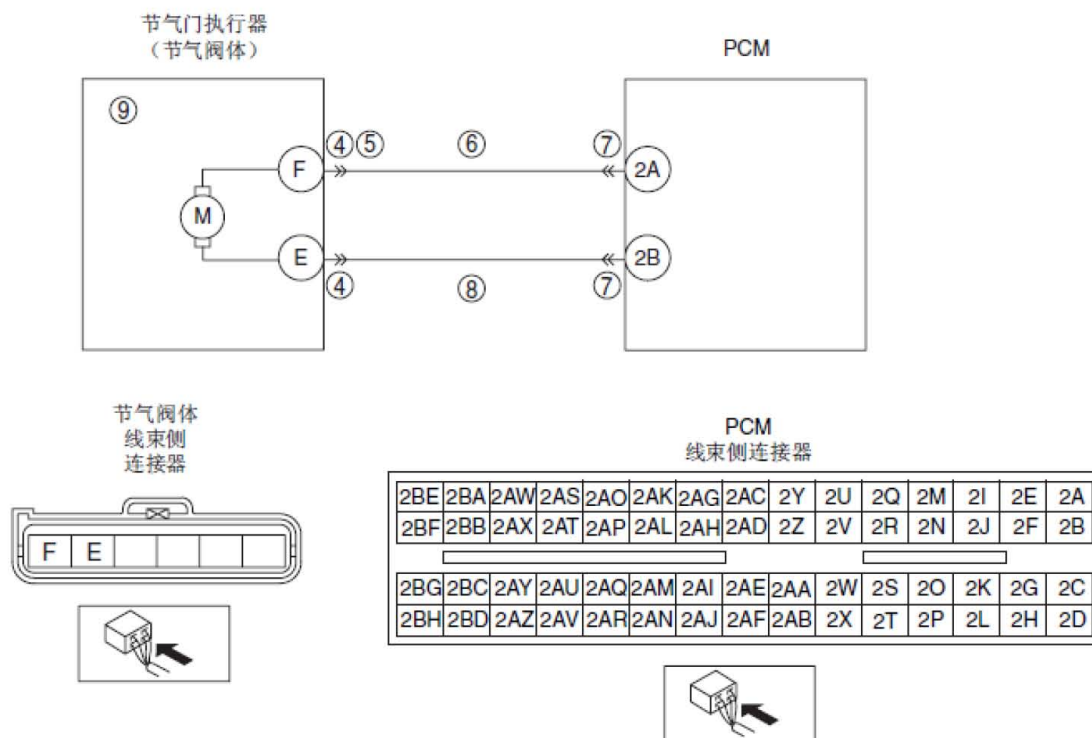 节气门执行器
（节气阀体）
PCM
⑨
④ ⑤ ⑥ ⑦
F 2A
M
E 2B
④ ⑧ ⑦
节气阀体
线束侧
连接器
F E
PCM
线束侧连接器
2BE 2BA 2AW 2AS 2AO 2AK 2AG 2AC 2Y 2U 2Q 2M 2I 2E 2A
2BF 2BB 2AX 2AT 2AP 2AL 2AH 2AD 2Z 2V 2R 2N 2J 2F 2B
2BG 2BC 2AY 2AU 2AQ 2AM 2AI 2AE 2AA 2W 2S 2O 2K 2G 2C
2BH 2BD 2AZ 2AV 2AR 2AN 2AJ 2AF 2AB 2X 2T 2P 2L 2H 2D